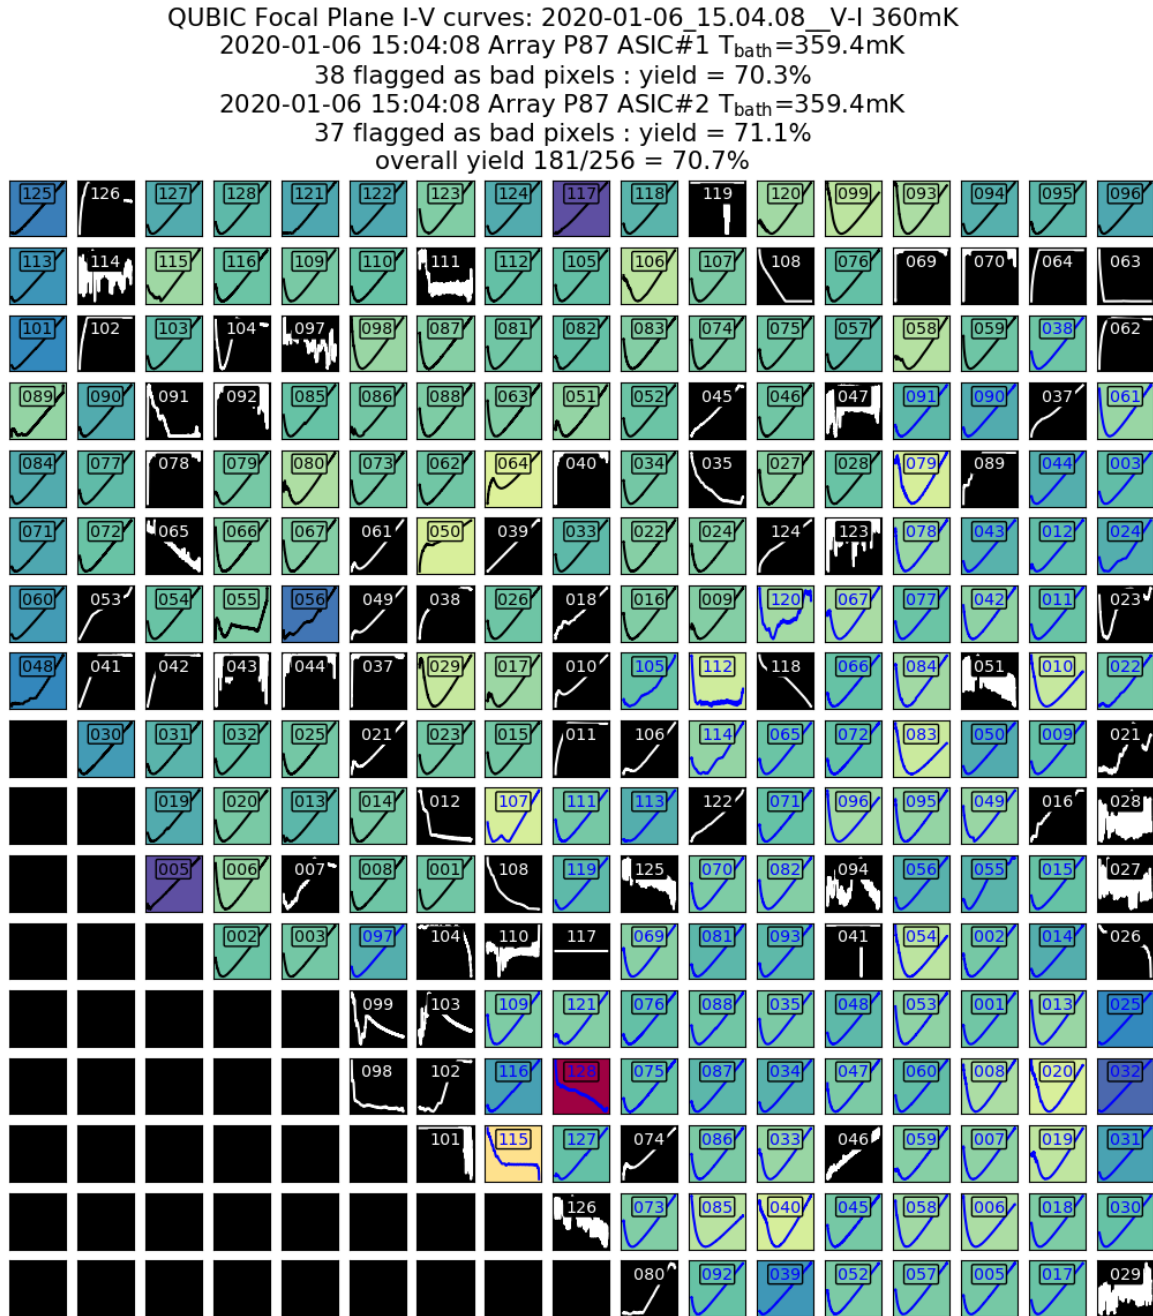 QUBIC Focal Plane I-V curves: 2020-01-06_15.04.08__V-I 360mK
2020-01-06 15:04:08 Array P87 ASIC#1 Tbath=359.4mK
38 flagged as bad pixels : yield = 70.3%
2020-01-06 15:04:08 Array P87 ASIC#2 Tbath=359.4mK
37 flagged as bad pixels : yield = 71.1%
overall yield 181/256 = 70.7%
125 126 127 128 121 122 123 124 117 118 119 120 099 093 094 095 096
113 114 115 116 109 110 111 112 105 106 107 108 076 069 070 064 063
101 102 103 104 097 098 087 081 082 083 074 075 057 058 059 038 062
089 090 091 092 085 086 088 063 051 052 045 046 047 091 090 037 061
084 077 078 079 080 073 062 064 040 034 035 027 028 079 089 044 003
071 072 065 066 067 061 050 039 033 022 024 124 123 078 043 012 024
060 053 054 055 056 049 038 026 018 016 009 120 067 077 042 011 023
048 041 042 043 044 037 029 017 010 105 112 118 066 084 051 010 022
030 031 032 025 021 023 015 011 106 114 065 072 083 050 009 021
019 020 013 014 012 107 111 113 122 071 096 095 049 016 028
005 006 007 008 001 108 119 125 070 082 094 056 055 015 027
002 003 097 104 110 117 069 081 093 041 054 002 014 026
099 103 109 121 076 088 035 048 053 001 013 025
098 102 116 128 075 087 034 047 060 008 020 032
101 115 127 074 086 033 046 059 007 019 031
126 073 085 040 045 058 006 018 030
080 092 039 052 057 005 017 029